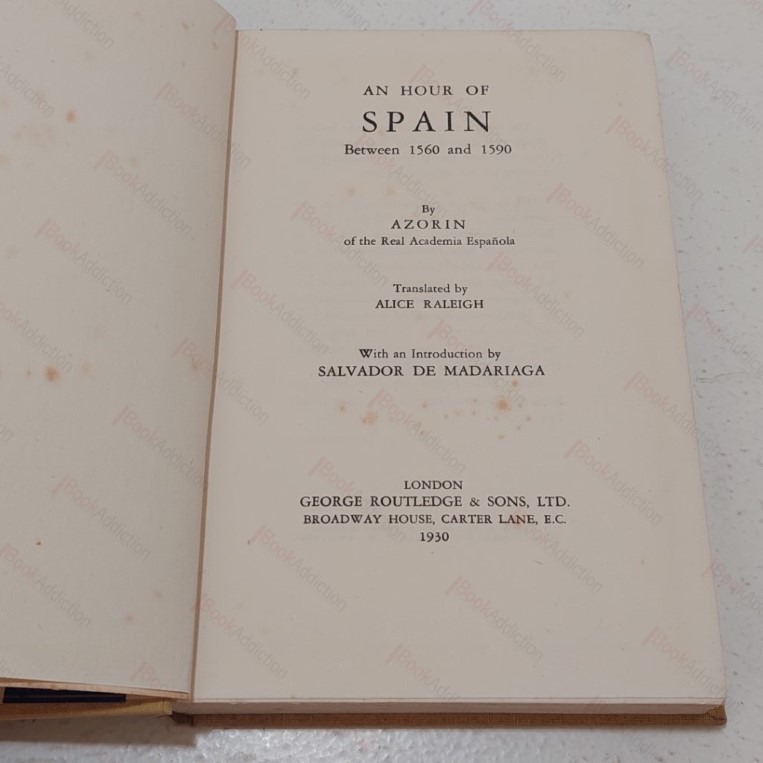 AN HOUR OF
SPAIN
Between 1560 and 1590
By
AZORIN
of the Real Academia Española
Translated by
ALICE RALEIGH
With an Introduction by
SALVADOR DE MADARIAGA
LONDON
GEORGE ROUTLEDGE & SONS, LTD.
BROADWAY HOUSE, CARTER LANE, E.C.
1930
BookAddiction